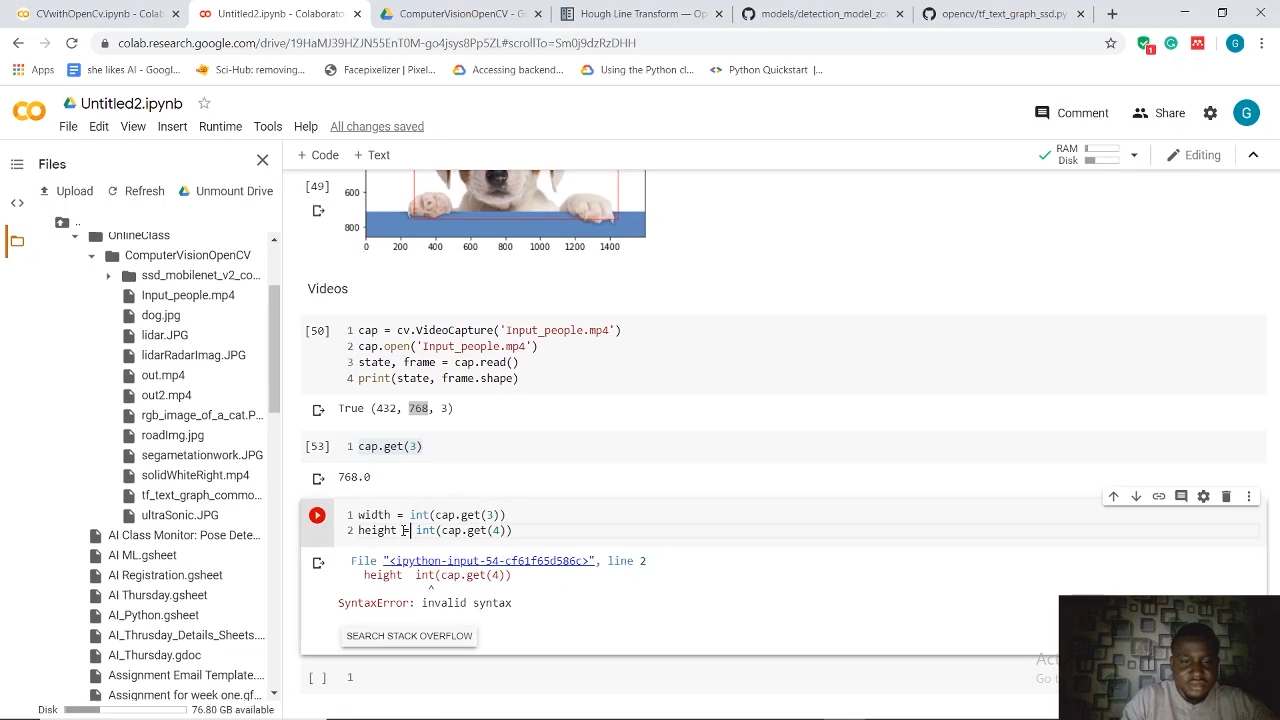 CVwithOpenCV.ipynb - Colab
Untitled2.ipynb - Colaborator
ComputerVisionOpenCV - G
Hough Line Transform — Op
models/detection_model_zo
opencv/tf_text_graph_ssd.py
colab.research.google.com/drive/19HaMJ39HZJN55EnT0M-go4jsys8Pp5ZL#scrollTo=Sm0j9dzRzDHH
1
G
Apps
she likes AI - Googl...
Sci-Hub: removing...
Facepixelizer | Pixel...
Accessing backend...
Using the Python cl...
Python Quickstart |...
CO
Untitled2.ipynb
Comment
Share
G
File Edit View Insert Runtime Tools Help All changes saved
Files
+ Code + Text
RAM
Disk
Editing
Upload Refresh Unmount Drive
..
OnlineClass
ComputerVisionOpenCV
ssd_mobilenet_v2_co...
Input_people.mp4
dog.jpg
lidar.JPG
lidarRadarImag.JPG
out.mp4
out2.mp4
rgb_image_of_a_cat.P...
roadImg.jpg
segametationwork.JPG
solidWhiteRight.mp4
tf_text_graph_commo...
ultraSonic.JPG
AI Class Monitor: Pose Dete...
AI ML.gsheet
AI Registration.gsheet
AI Thursday.gsheet
AI_Python.gsheet
AI_Thrusday_Details_Sheets....
AI_Thursday.gdoc
Assignment Email Template....
Assignment for week one.gf...
Disk 76.80 GB available
[49]
600
800
0 200 400 600 800 1000 1200 1400
Videos
[50] 1 cap = cv.VideoCapture('Input_people.mp4')
2 cap.open('Input_people.mp4')
3 state, frame = cap.read()
4 print(state, frame.shape)
True (432, 768, 3)
[53] 1 cap.get(3)
768.0
1 width = int(cap.get(3))
2 height = int(cap.get(4))
File "<ipython-input-54-cf61f65d586c>", line 2
height int(cap.get(4))
^
SyntaxError: invalid syntax
SEARCH STACK OVERFLOW
[ ] 1